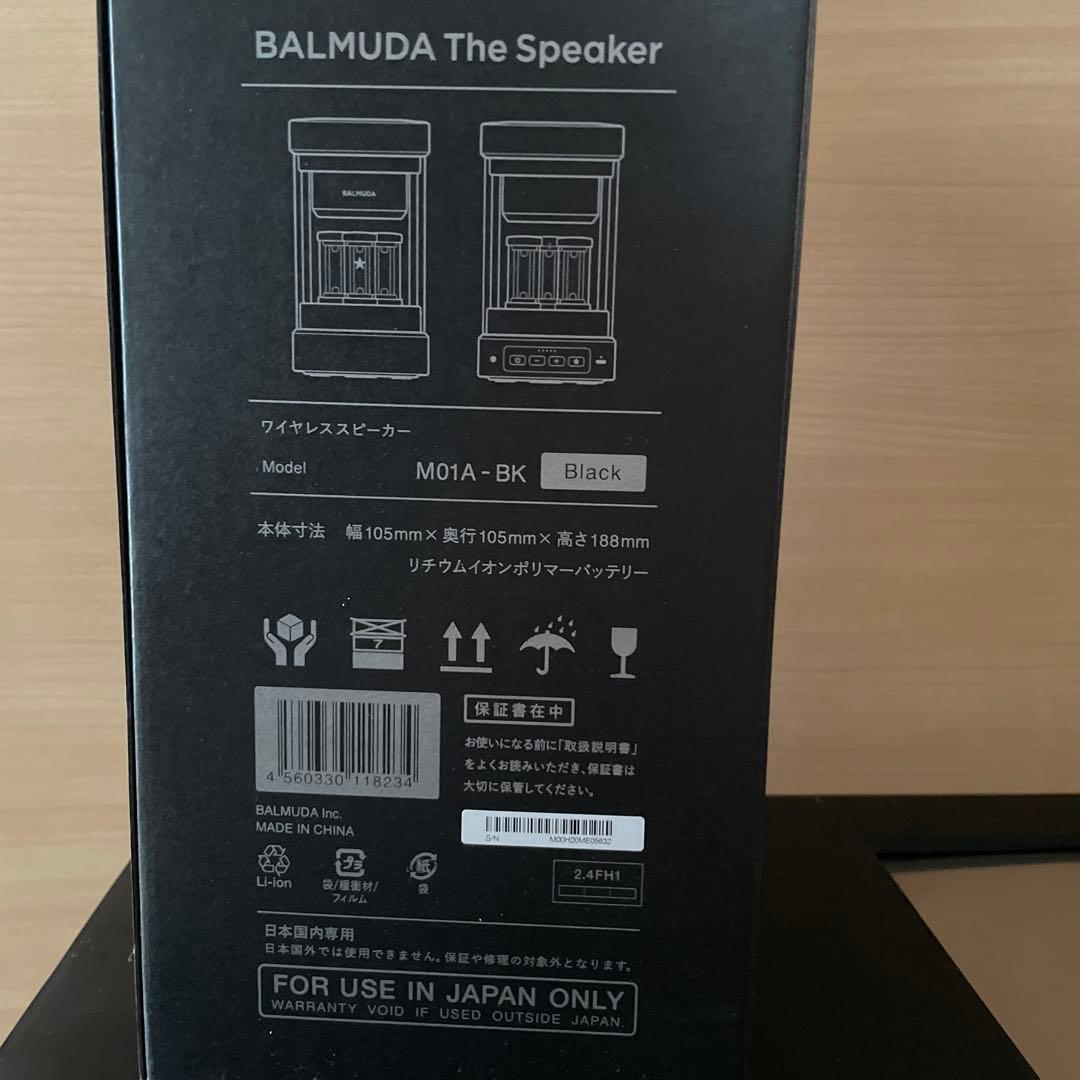 BALMUDA The Speaker
BALMUDA
ワイヤレススピーカー
Model M01A - BK Black
本体寸法 幅105mm×奥行105mm×高さ188mm
リチウムイオンポリマーバッテリー
7
保証書在中
お使いになる前に「取扱説明書」
をよくお読みいただき、保証書は
大切に保管してください。
4 560330 118234
BALMUDA Inc.
MADE IN CHINA
S/N M00H20ME05632
Li-ion
プラ
袋/緩衝材/
フィルム
紙
袋
2.4FH1
日本国内専用
日本国外では使用できません。保証や修理の対象外となります。
FOR USE IN JAPAN ONLY
WARRANTY VOID IF USED OUTSIDE JAPAN.